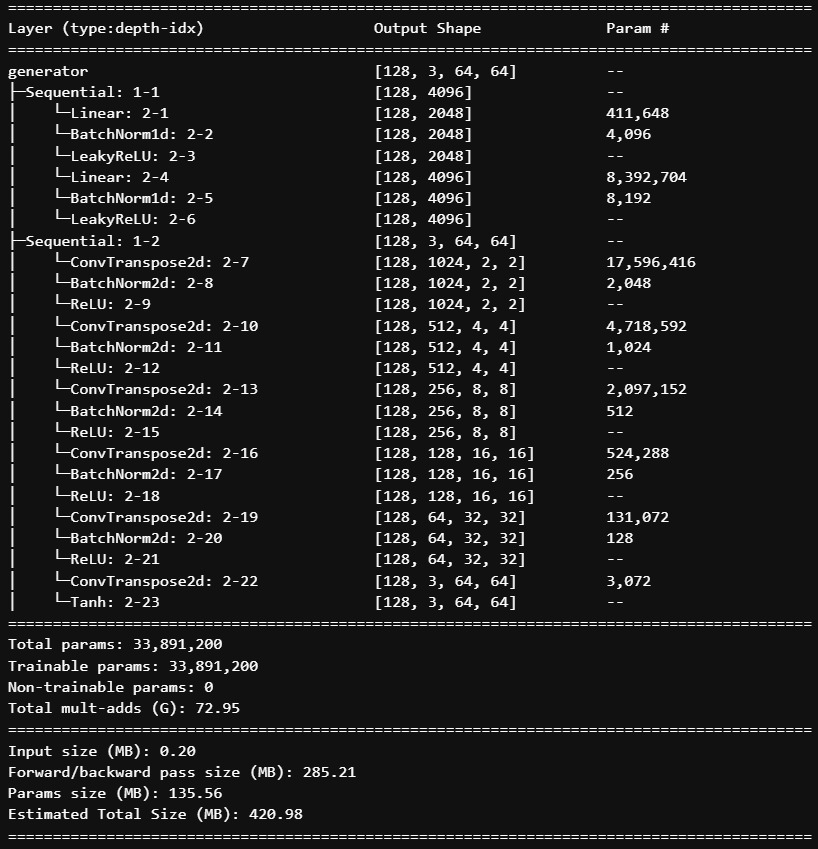 ==========================================================================================
Layer (type:depth-idx)                   Output Shape              Param #
==========================================================================================
generator                                [128, 3, 64, 64]          --
├─Sequential: 1-1                        [128, 4096]               --
│    └─Linear: 2-1                       [128, 2048]               411,648
│    └─BatchNorm1d: 2-2                  [128, 2048]               4,096
│    └─LeakyReLU: 2-3                    [128, 2048]               --
│    └─Linear: 2-4                       [128, 4096]               8,392,704
│    └─BatchNorm1d: 2-5                  [128, 4096]               8,192
│    └─LeakyReLU: 2-6                    [128, 4096]               --
├─Sequential: 1-2                        [128, 3, 64, 64]          --
│    └─ConvTranspose2d: 2-7              [128, 1024, 2, 2]         17,596,416
│    └─BatchNorm2d: 2-8                  [128, 1024, 2, 2]         2,048
│    └─ReLU: 2-9                         [128, 1024, 2, 2]         --
│    └─ConvTranspose2d: 2-10             [128, 512, 4, 4]          4,718,592
│    └─BatchNorm2d: 2-11                 [128, 512, 4, 4]          1,024
│    └─ReLU: 2-12                        [128, 512, 4, 4]          --
│    └─ConvTranspose2d: 2-13             [128, 256, 8, 8]          2,097,152
│    └─BatchNorm2d: 2-14                 [128, 256, 8, 8]          512
│    └─ReLU: 2-15                        [128, 256, 8, 8]          --
│    └─ConvTranspose2d: 2-16             [128, 128, 16, 16]        524,288
│    └─BatchNorm2d: 2-17                 [128, 128, 16, 16]        256
│    └─ReLU: 2-18                        [128, 128, 16, 16]        --
│    └─ConvTranspose2d: 2-19             [128, 64, 32, 32]         131,072
│    └─BatchNorm2d: 2-20                 [128, 64, 32, 32]         128
│    └─ReLU: 2-21                        [128, 64, 32, 32]         --
│    └─ConvTranspose2d: 2-22             [128, 3, 64, 64]          3,072
│    └─Tanh: 2-23                        [128, 3, 64, 64]          --
==========================================================================================
Total params: 33,891,200
Trainable params: 33,891,200
Non-trainable params: 0
Total mult-adds (G): 72.95
==========================================================================================
Input size (MB): 0.20
Forward/backward pass size (MB): 285.21
Params size (MB): 135.56
Estimated Total Size (MB): 420.98
==========================================================================================